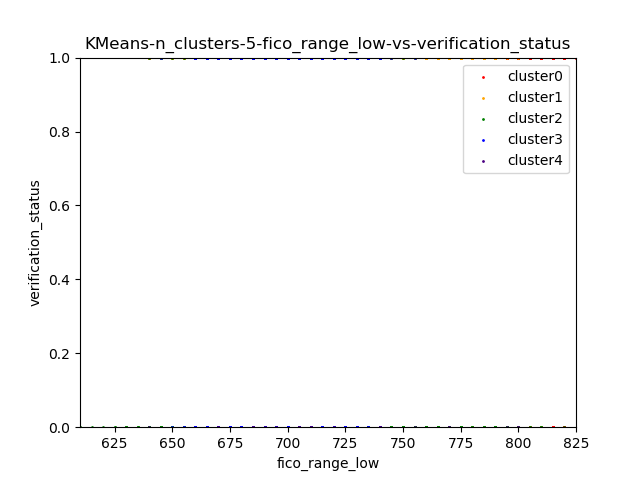 KMeans-n_clusters-5-fico_range_low-vs-verification_status
1.0
0.8
0.6
0.4
0.2
0.0
verification_status
cluster0
cluster1
cluster2
cluster3
cluster4
625 650 675 700 725 750 775 800 825
fico_range_low